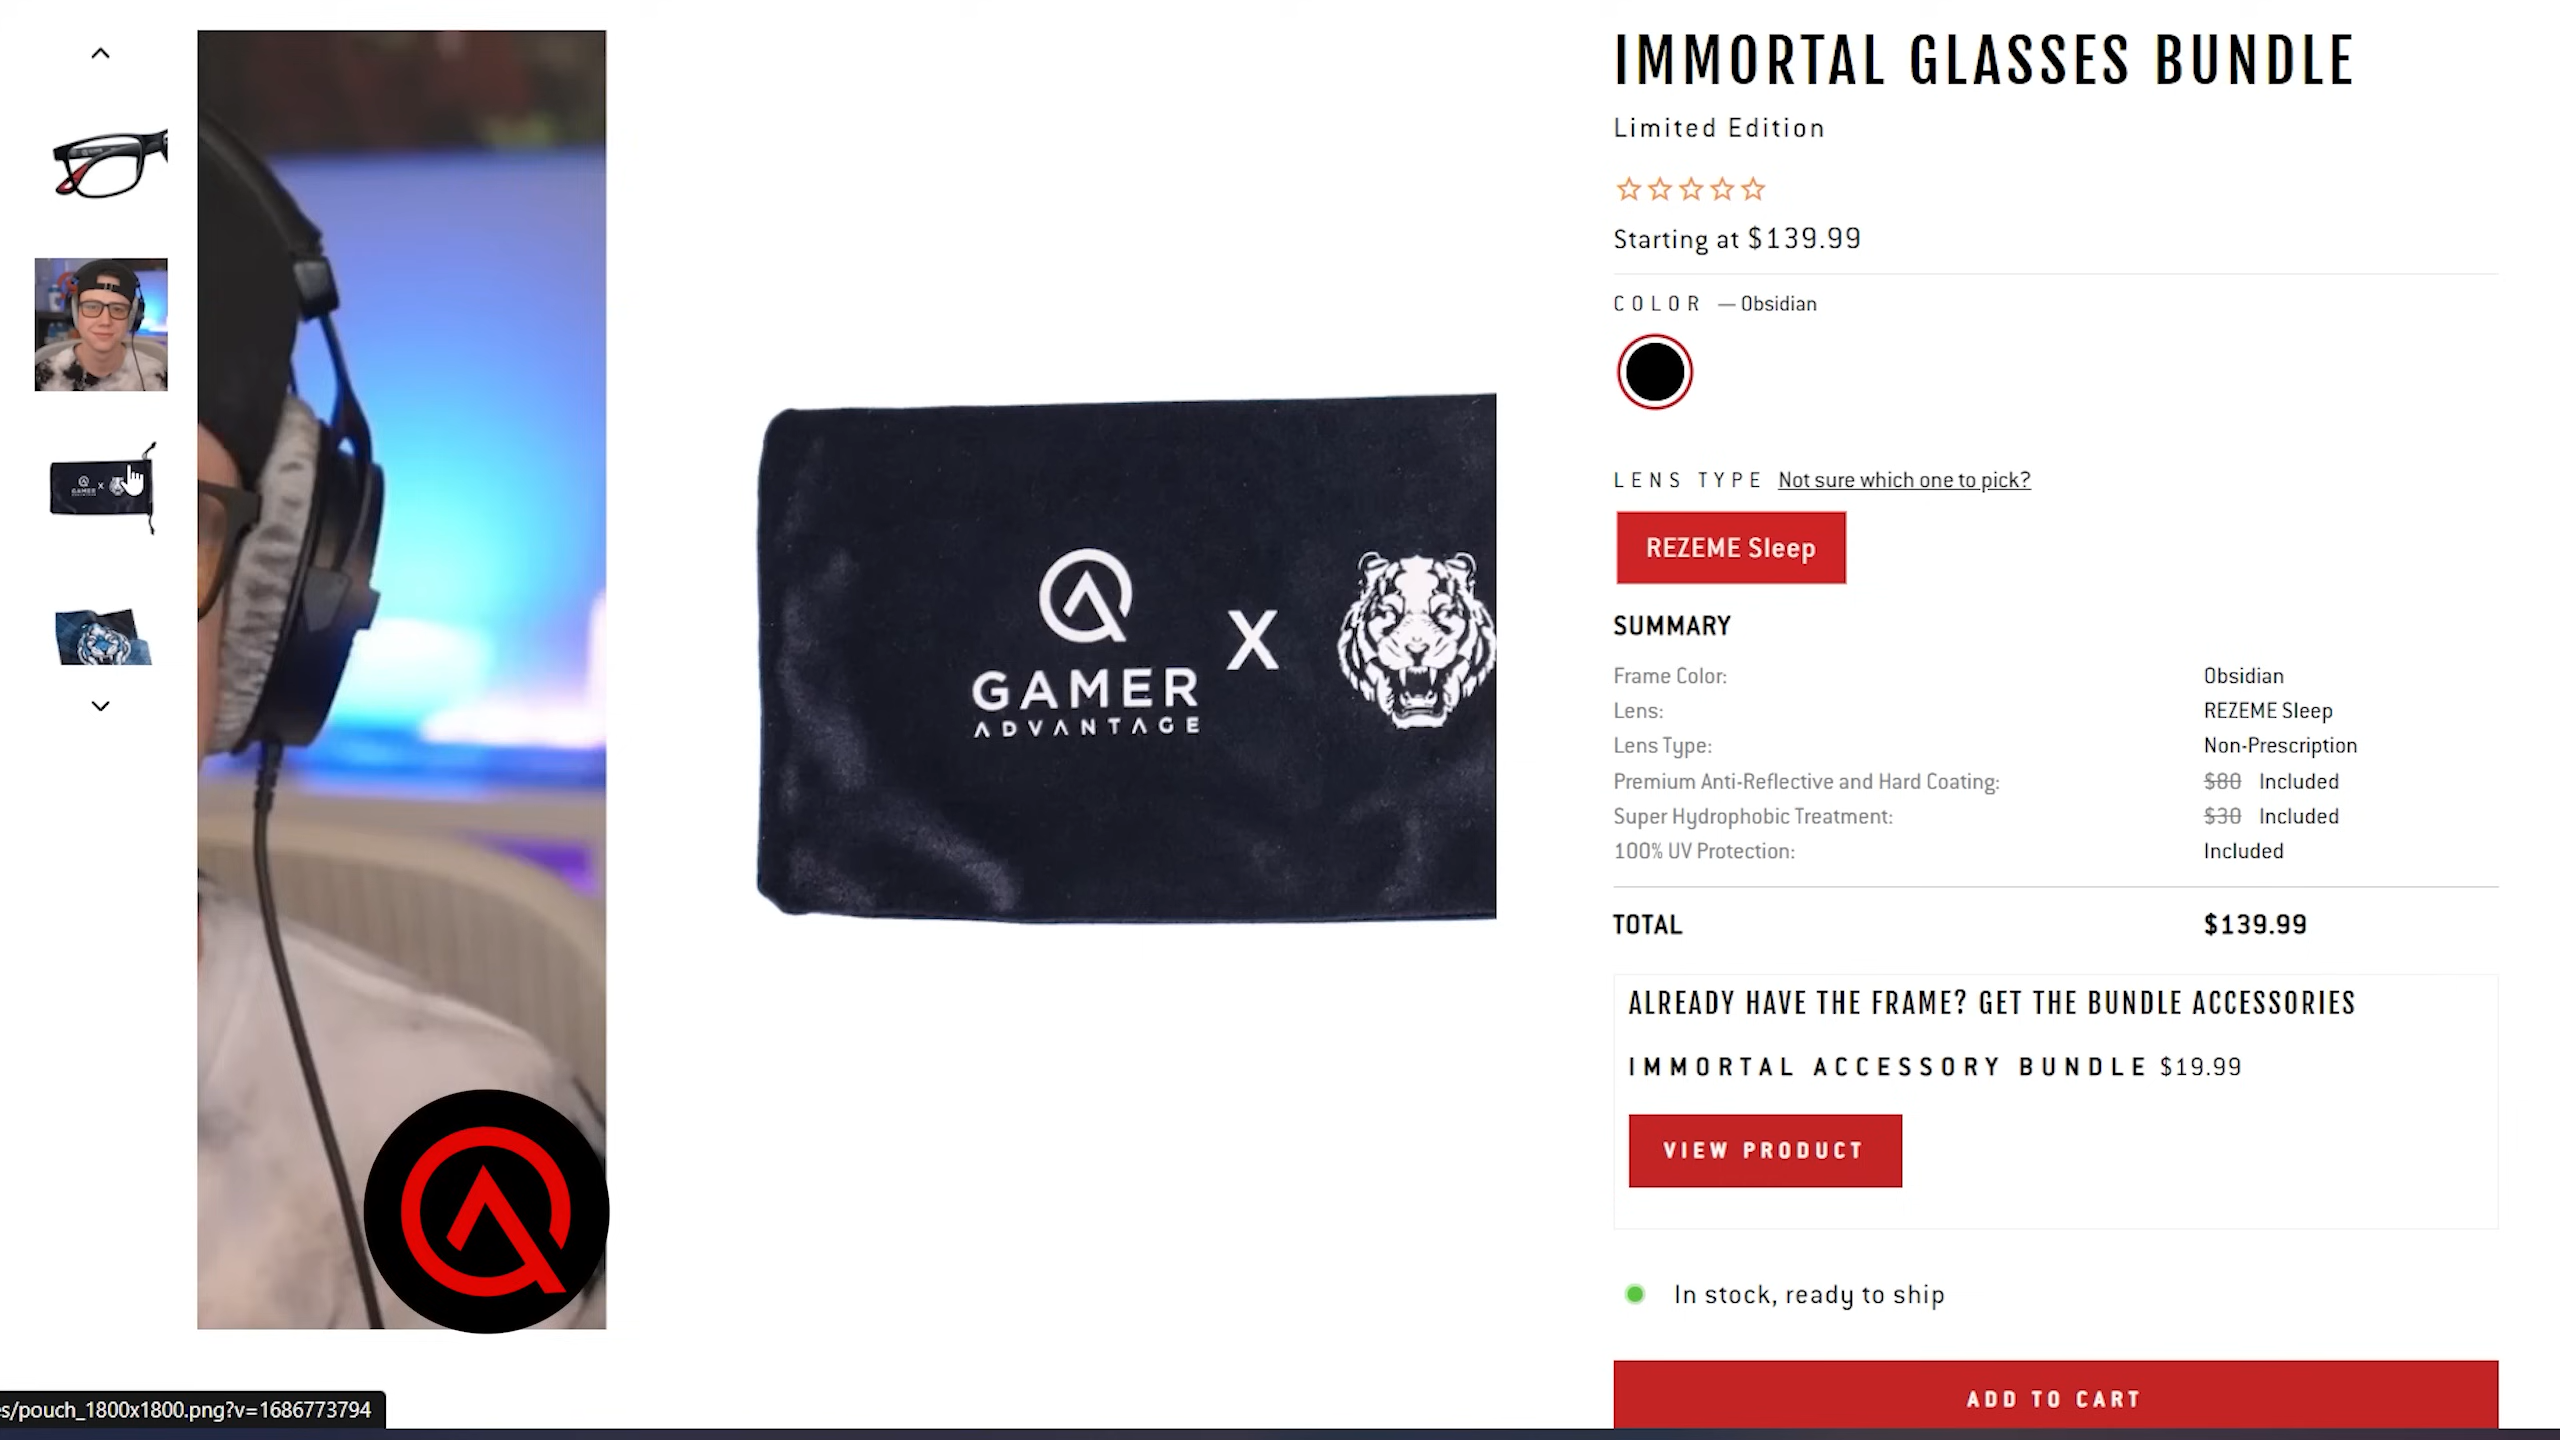 IMMORTAL GLASSES BUNDLE
Limited Edition
Starting at $139.99
COLOR — Obsidian
LENS TYPE Not sure which one to pick?
REZEME Sleep
SUMMARY
Frame Color: Obsidian
Lens: REZEME Sleep
Lens Type: Non-Prescription
Premium Anti-Reflective and Hard Coating: $80 Included
Super Hydrophobic Treatment: $30 Included
100% UV Protection: Included
TOTAL $139.99
ALREADY HAVE THE FRAME? GET THE BUNDLE ACCESSORIES
IMMORTAL ACCESSORY BUNDLE $19.99
VIEW PRODUCT
In stock, ready to ship
ADD TO CART
GAMER X
ADVANTAGE
GAMER X
s/pouch_1800x1800.png?v=1686773794